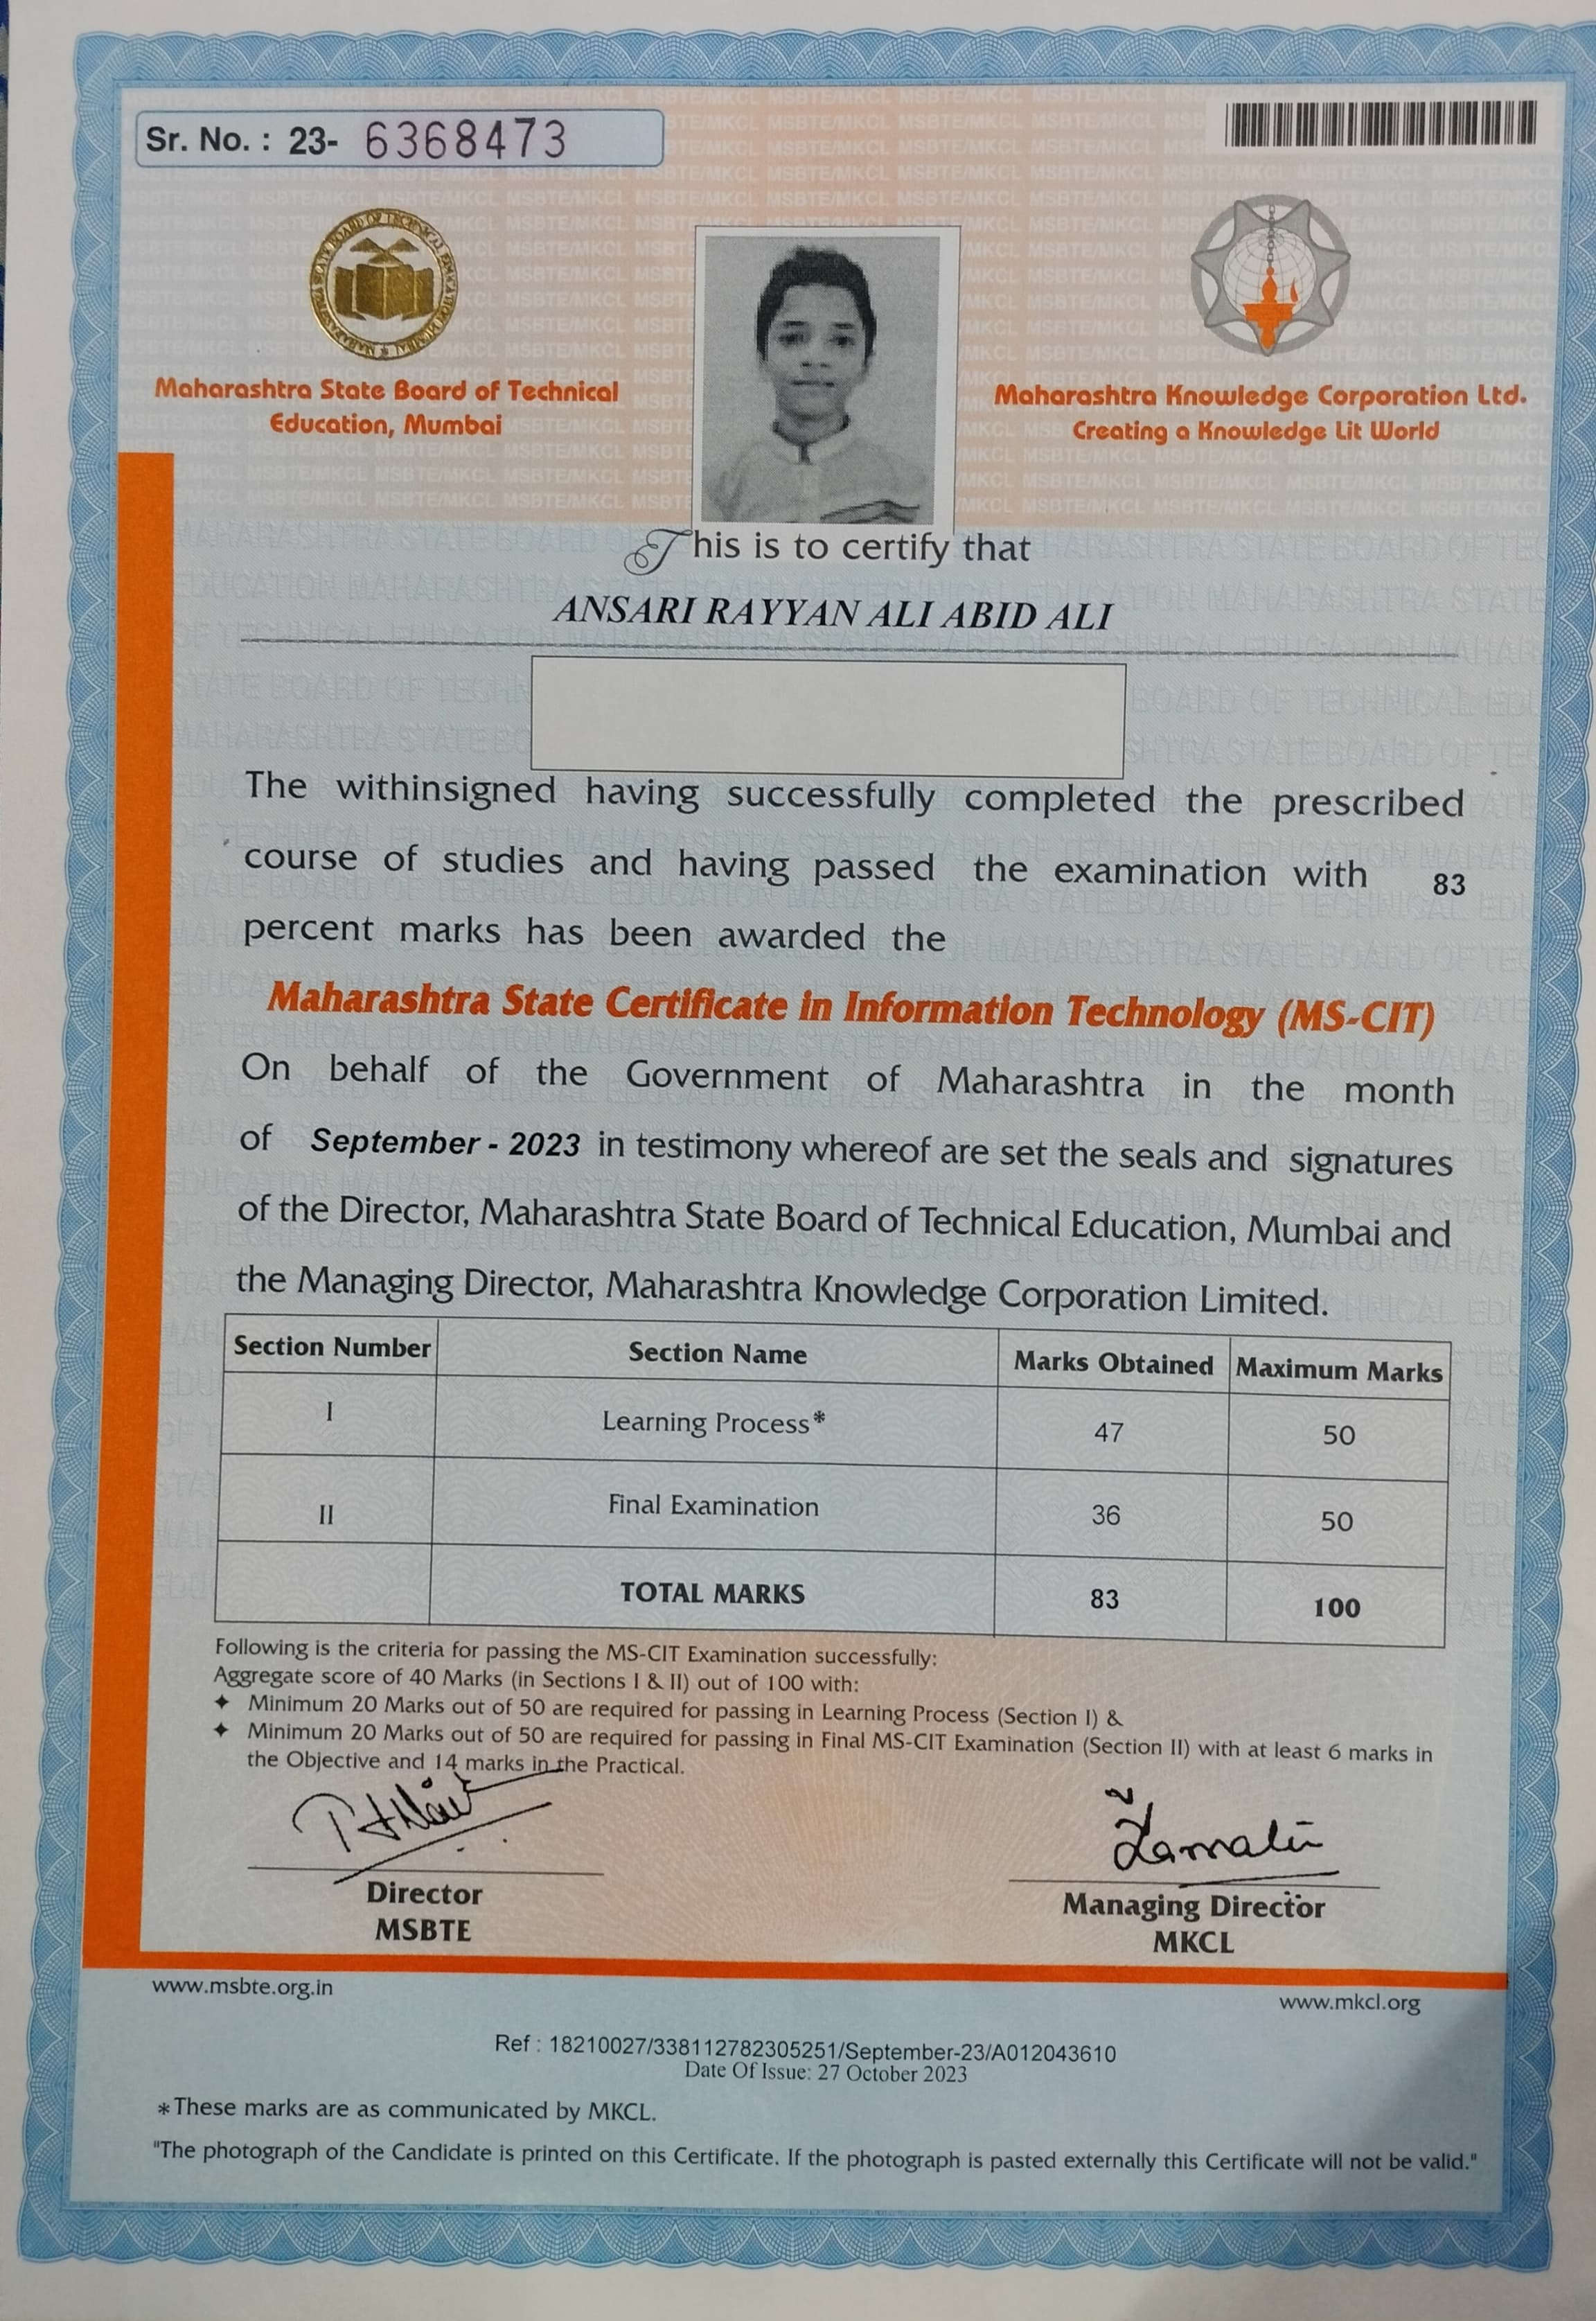 Sr. No. : 23- 6368473
Maharashtra State Board of Technical
Education, Mumbai
Maharashtra Knowledge Corporation Ltd.
Creating a Knowledge Lit World
This is to certify that
ANSARI RAYYAN ALI ABID ALI
The withinsigned having successfully completed the prescribed
course of studies and having passed the examination with 83
percent marks has been awarded the
Maharashtra State Certificate in Information Technology (MS-CIT)
On behalf of the Government of Maharashtra in the month
of September - 2023 in testimony whereof are set the seals and signatures
of the Director, Maharashtra State Board of Technical Education, Mumbai and
the Managing Director, Maharashtra Knowledge Corporation Limited.
Section Number Section Name Marks Obtained Maximum Marks
I Learning Process* 47 50
II Final Examination 36 50
TOTAL MARKS 83 100
Following is the criteria for passing the MS-CIT Examination successfully:
Aggregate score of 40 Marks (in Sections I & II) out of 100 with:
✦ Minimum 20 Marks out of 50 are required for passing in Learning Process (Section I) &
✦ Minimum 20 Marks out of 50 are required for passing in Final MS-CIT Examination (Section II) with at least 6 marks in
the Objective and 14 marks in the Practical.
Director
MSBTE
Managing Director
MKCL
www.msbte.org.in
www.mkcl.org
Ref : 18210027/338112782305251/September-23/A012043610
Date Of Issue: 27 October 2023
*These marks are as communicated by MKCL.
"The photograph of the Candidate is printed on this Certificate. If the photograph is pasted externally this Certificate will not be valid."